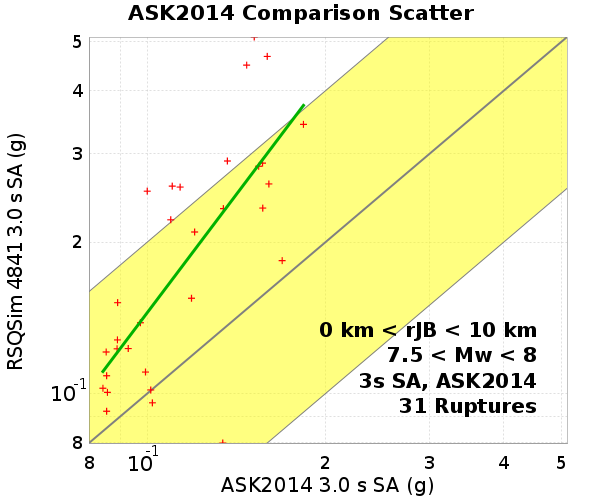 ASK2014 Comparison Scatter
RSQSim 4841 3.0 s SA (g)
5
4
3
2
10⁻¹
8
0 km < rJB < 10 km
7.5 < Mw < 8
3s SA, ASK2014
31 Ruptures
8 10⁻¹ 2 3 4 5
ASK2014 3.0 s SA (g)